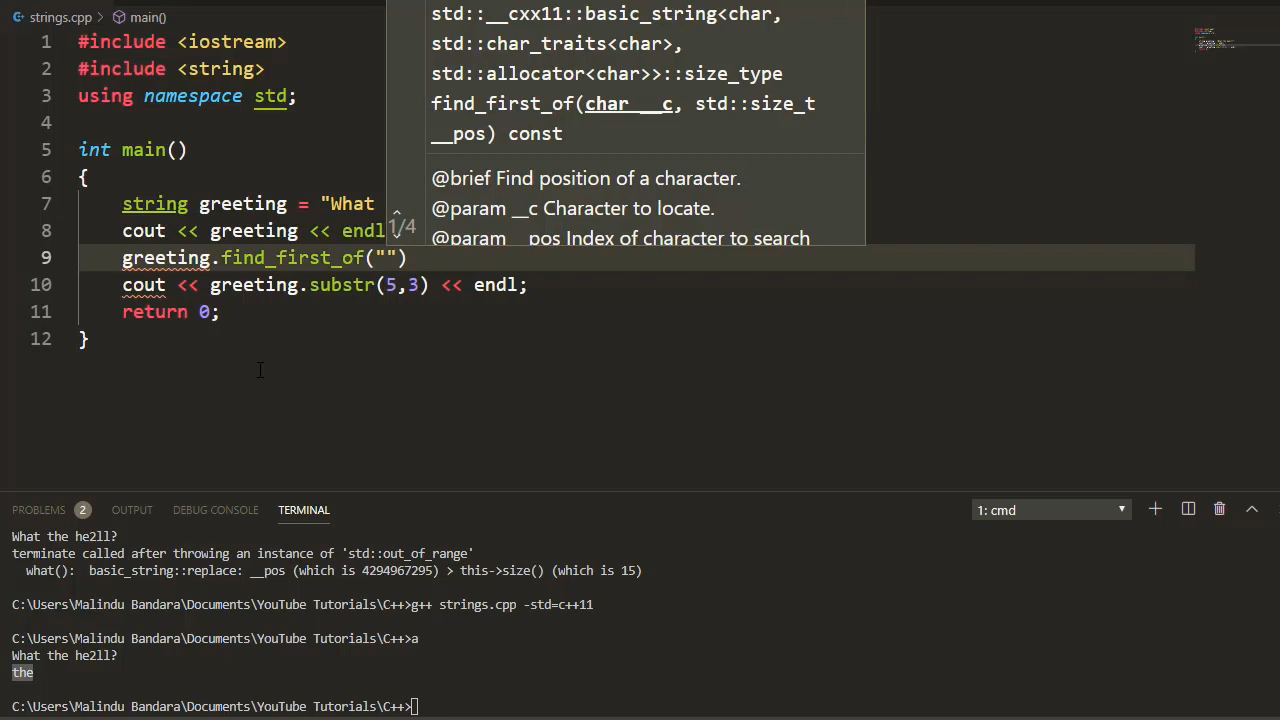 strings.cpp > main()
std::__cxx11::basic_string<char,
std::char_traits<char>,
std::allocator<char>>::size_type
find_first_of(char __c, std::size_t
__pos) const
@brief Find position of a character.
@param __c Character to locate.
@param __pos Index of character to search
1/4
1 #include <iostream>
2 #include <string>
3 using namespace std;
4
5 int main()
6 {
7 string greeting = "What
8 cout << greeting << endl
9 greeting.find_first_of("")
10 cout << greeting.substr(5,3) << endl;
11 return 0;
12 }
PROBLEMS 2 OUTPUT DEBUG CONSOLE TERMINAL 1: cmd
What the he2ll?
terminate called after throwing an instance of 'std::out_of_range'
what(): basic_string::replace: __pos (which is 4294967295) > this->size() (which is 15)
C:\Users\Malindu Bandara\Documents\YouTube Tutorials\C++>g++ strings.cpp -std=c++11
C:\Users\Malindu Bandara\Documents\YouTube Tutorials\C++>a
What the he2ll?
the
C:\Users\Malindu Bandara\Documents\YouTube Tutorials\C++>